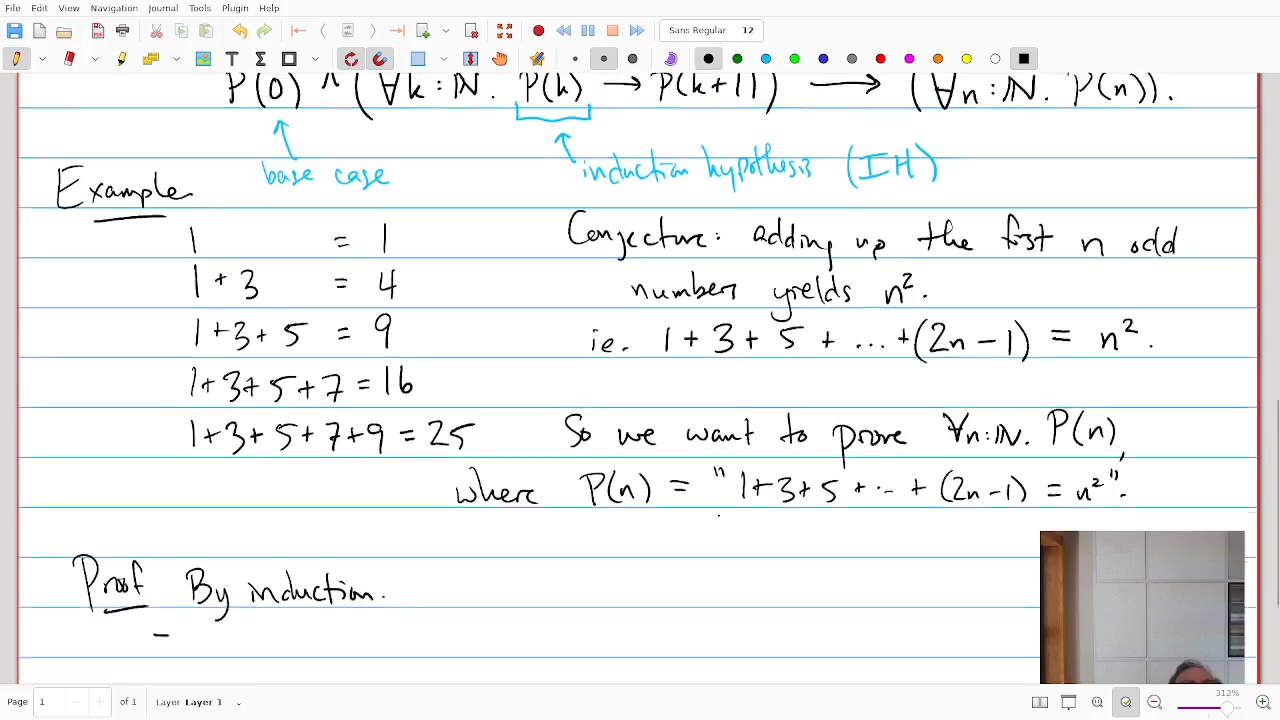 File Edit View Navigation Journal Tools Plugin Help
Sans Regular 12
P(0) ∧ (∀k : ℕ. P(k) → P(k+1)) → (∀n : ℕ. P(n)).
base case
induction hypothesis (IH)
Example
1 = 1
1 + 3 = 4
1 + 3 + 5 = 9
1 + 3 + 5 + 7 = 16
1 + 3 + 5 + 7 + 9 = 25
Conjecture: adding up the first n odd
numbers yields n².
ie. 1 + 3 + 5 + ... + (2n - 1) = n².
So we want to prove ∀n : ℕ. P(n),
where P(n) = "1 + 3 + 5 + ... + (2n - 1) = n²".
Proof By induction.
-
Page 1 of 1 Layer Layer 1
312%